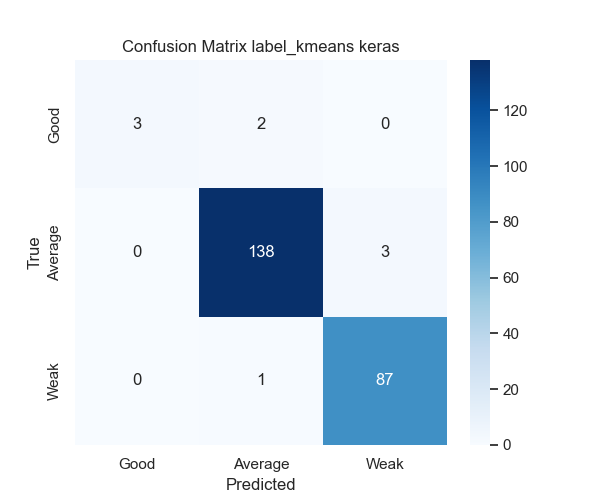 Confusion Matrix label_kmeans keras
Good
3
2
0
Average
0
138
3
Weak
0
1
87
True
Good
Average
Weak
Predicted
120
100
80
60
40
20
0